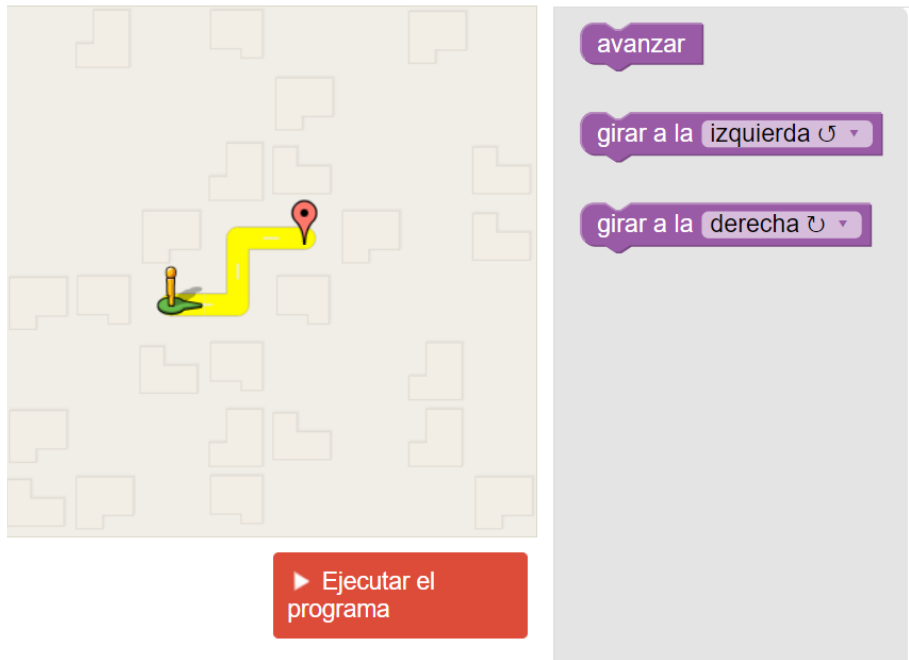 avanzar
girar a la izquierda ↺ ▼
girar a la derecha ↻ ▼
▶ Ejecutar el
programa